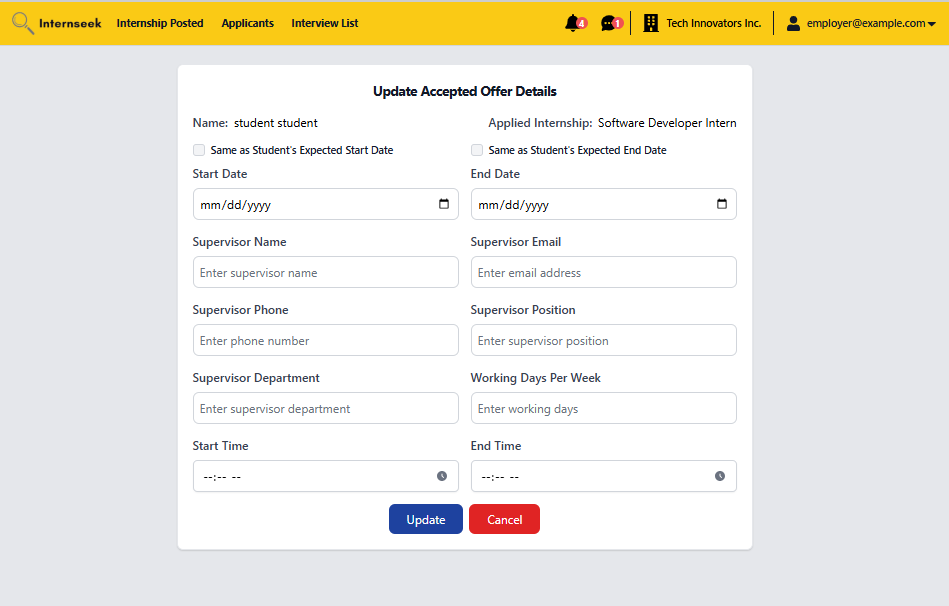 Internseek Internship Posted Applicants Interview List 4 1 Tech Innovators Inc. employer@example.com
Update Accepted Offer Details
Name: student student Applied Internship: Software Developer Intern
Same as Student's Expected Start Date Same as Student's Expected End Date
Start Date End Date
mm/dd/yyyy mm/dd/yyyy
Supervisor Name Supervisor Email
Enter supervisor name Enter email address
Supervisor Phone Supervisor Position
Enter phone number Enter supervisor position
Supervisor Department Working Days Per Week
Enter supervisor department Enter working days
Start Time End Time
--:-- -- --:-- --
Update Cancel